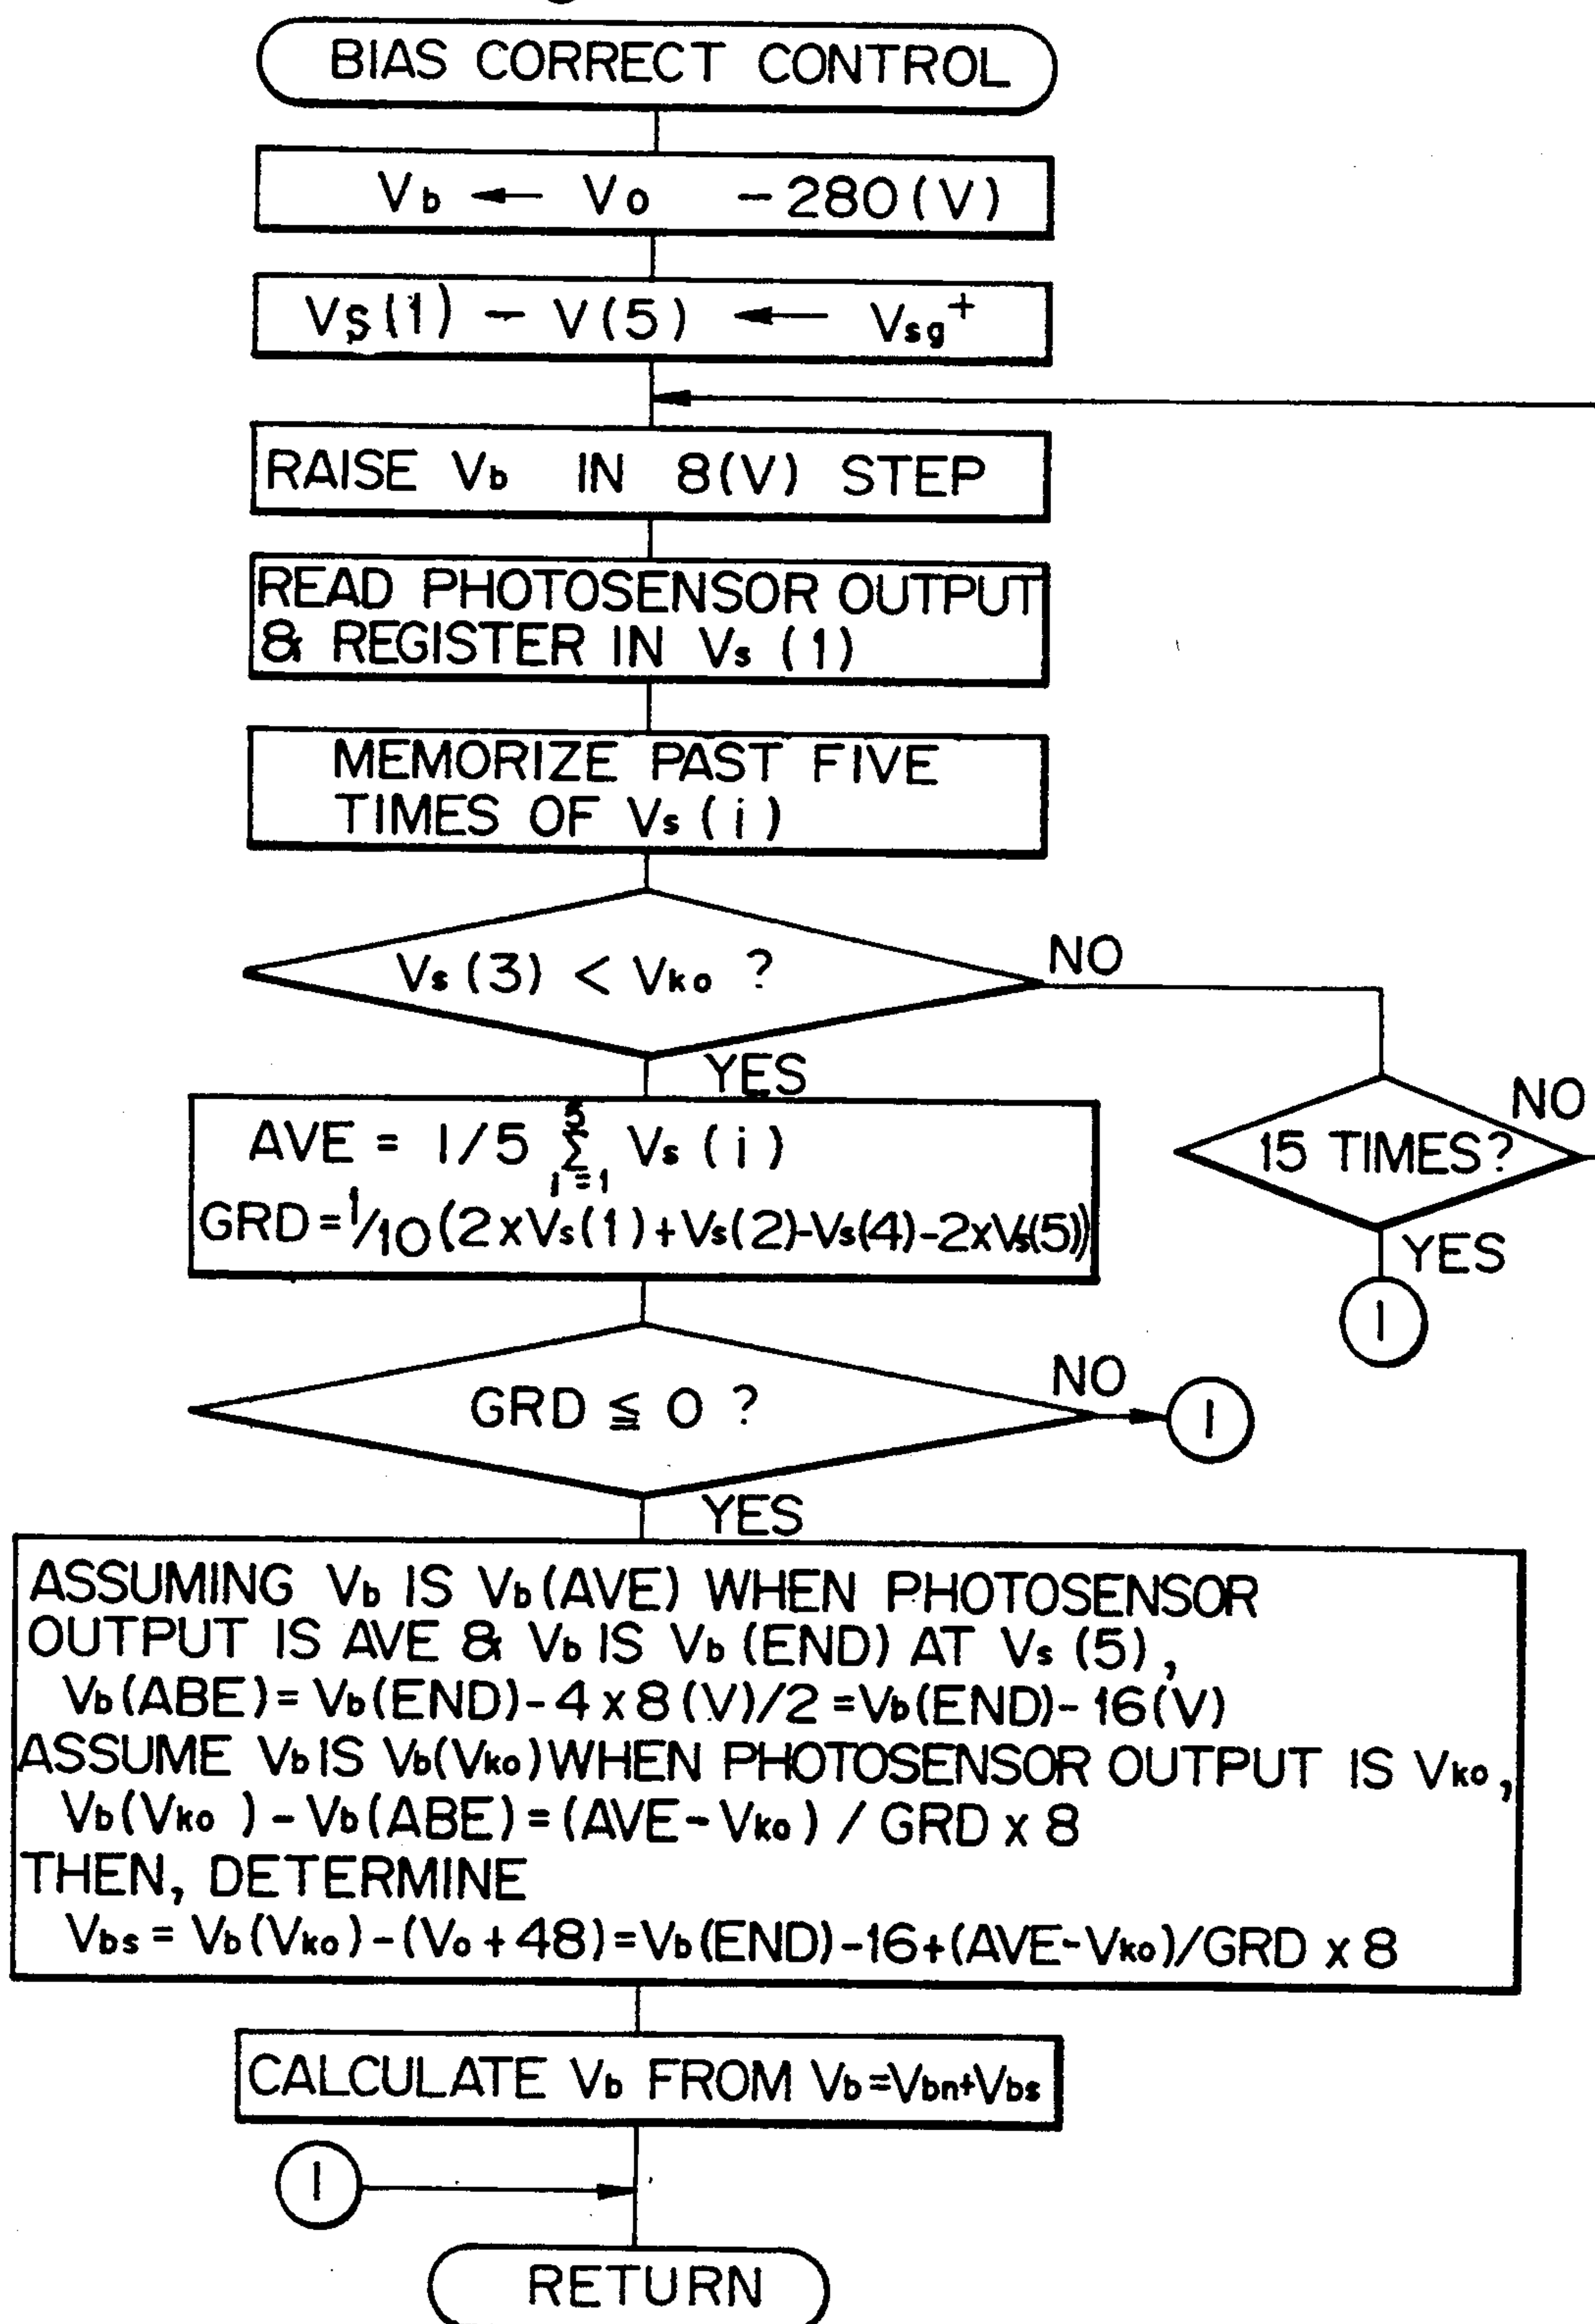 BIAS CORRECT CONTROL
Vb ← Vo -280(V)
Vs(1) - V(5) ← Vsg+
RAISE Vb IN 8(V) STEP
READ PHOTOSENSOR OUTPUT
& REGISTER IN Vs (1)
MEMORIZE PAST FIVE
TIMES OF Vs (i)
Vs (3) < Vko ?
NO
YES
15 TIMES?
NO
YES
1
AVE = 1/5 5Σi=1 Vs (i)
GRD=1/10(2xVs(1)+Vs(2)-Vs(4)-2xVs(5))
GRD ≦ 0 ?
NO
1
YES
ASSUMING Vb IS Vb(AVE) WHEN PHOTOSENSOR
OUTPUT IS AVE & Vb IS Vb (END) AT Vs (5),
Vb(ABE)=Vb(END)-4x8(V)/2=Vb(END)-16(V)
ASSUME Vb IS Vb(Vko) WHEN PHOTOSENSOR OUTPUT IS Vko,
Vb(Vko )-Vb(ABE)=(AVE-Vko) / GRD x 8
THEN, DETERMINE
Vbs = Vb(Vko)-(Vo+48)=Vb(END)-16+(AVE-Vko)/GRD x 8
CALCULATE Vb FROM Vb=Vbn+Vbs
1
RETURN